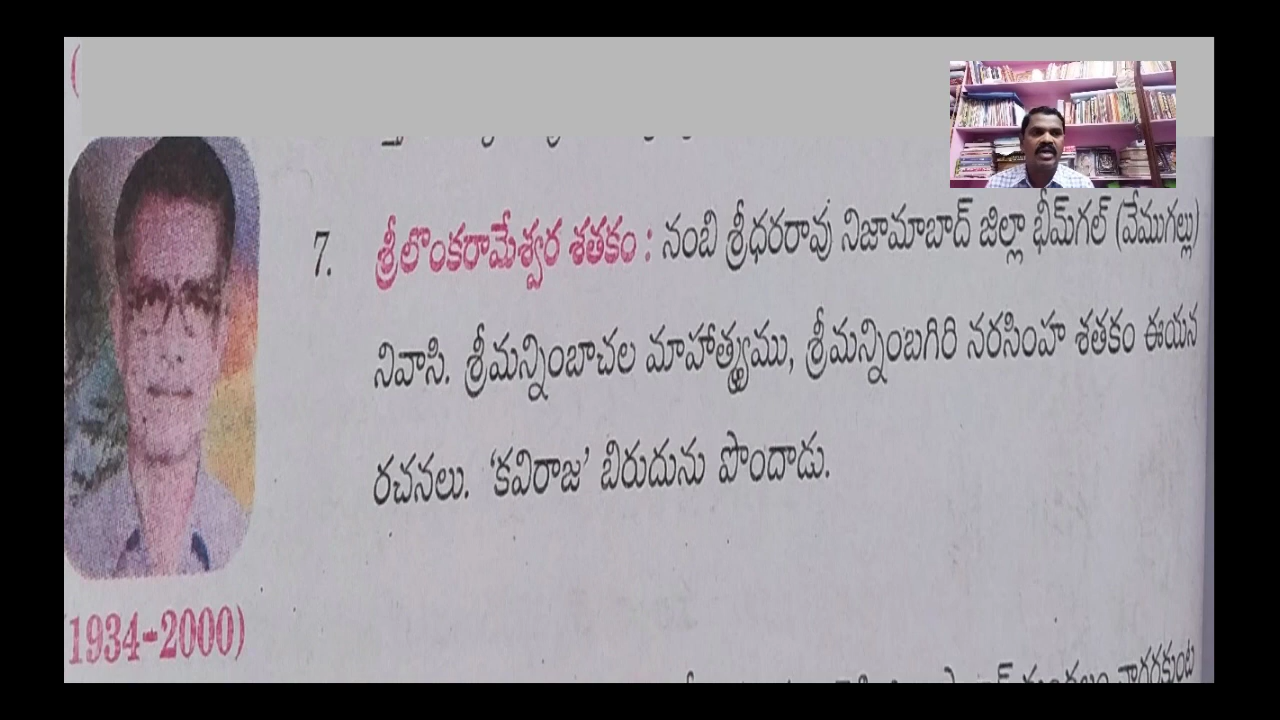 7. శ్రీలొంకరామేశ్వర శతకం : నంబి శ్రీధరరావు నిజామాబాద్ జిల్లా భీమ్‌గల్ (వేముగల్లు)
నివాసి. శ్రీమన్నింబాచల మాహాత్మ్యము, శ్రీమన్నింబగిరి నరసింహ శతకం ఈయన
రచనలు. ‘కవిరాజ’ బిరుదును పొందాడు.
(1934-2000)